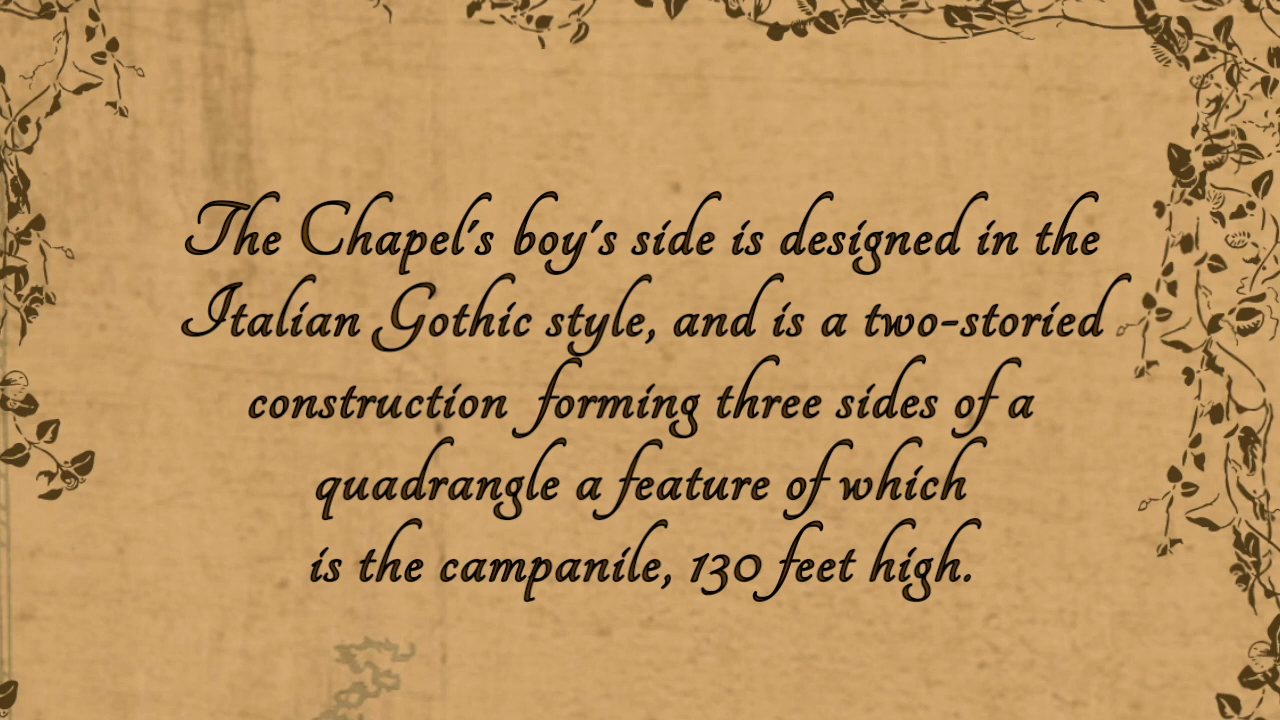 The Chapel's boy's side is designed in the
Italian Gothic style, and is a two-storied
construction forming three sides of a
quadrangle a feature of which
is the campanile, 130 feet high.